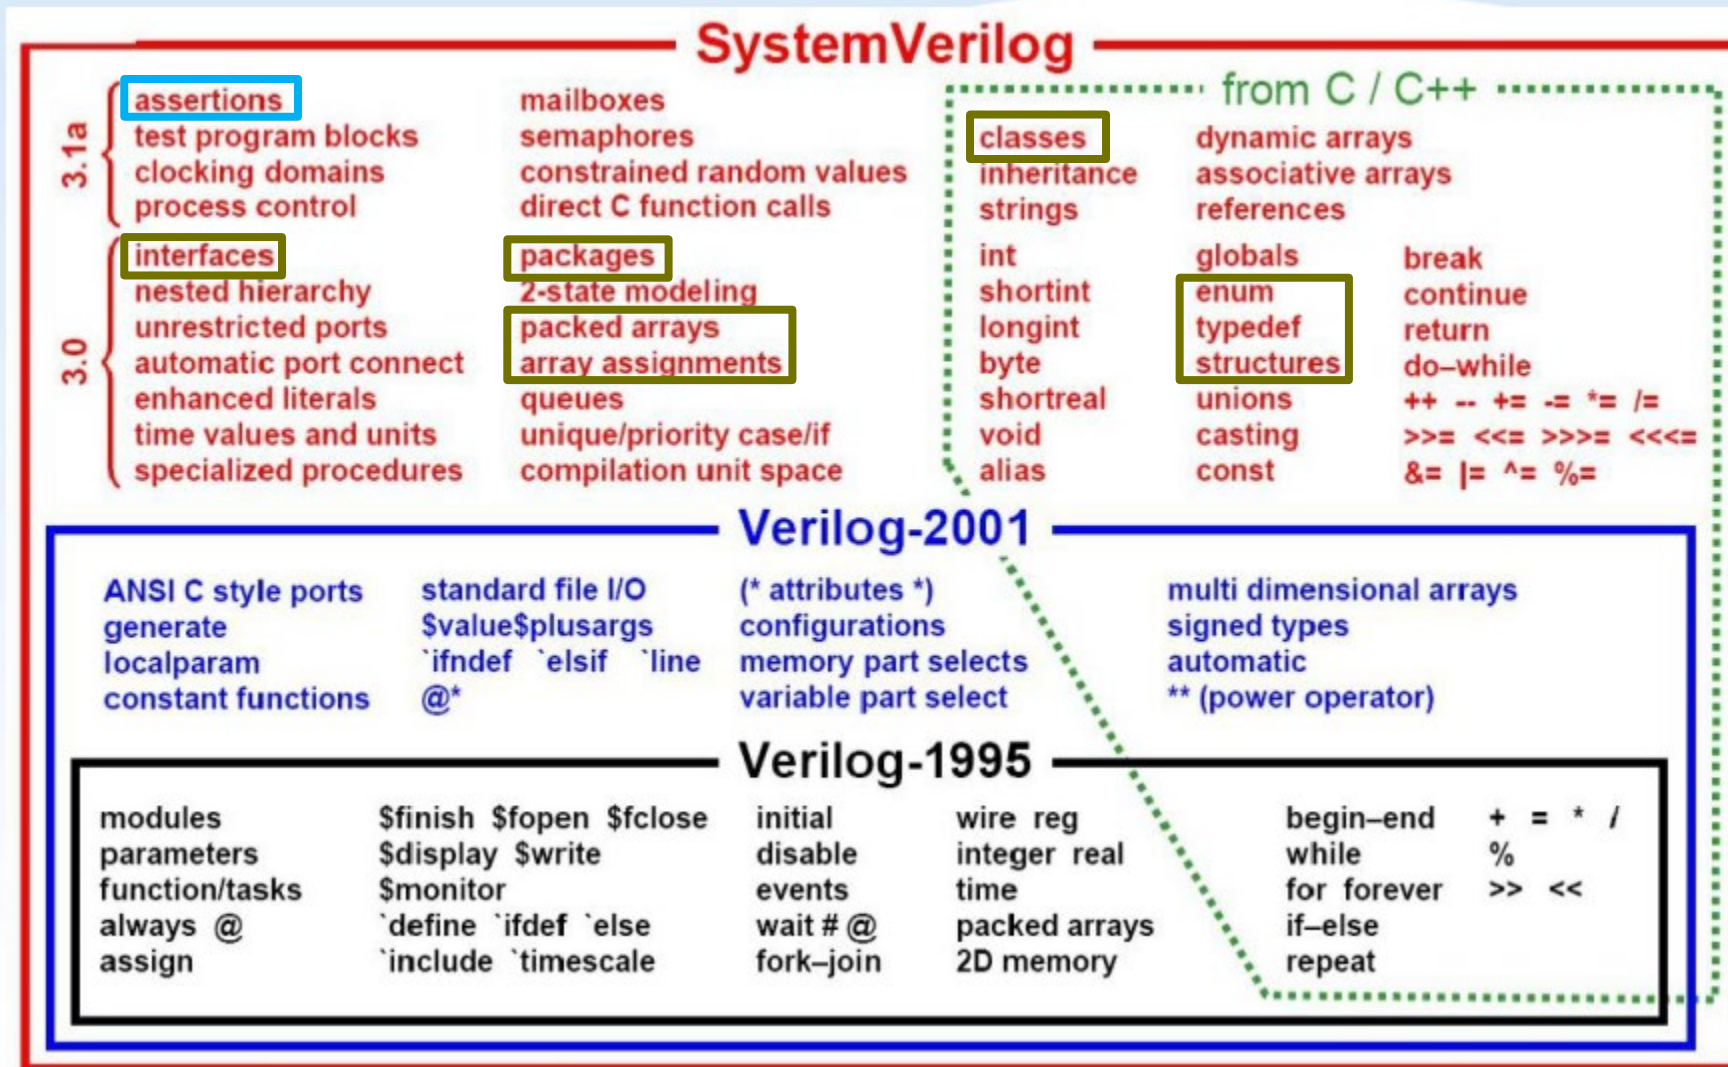 SystemVerilog
from C / C++
3.1a
assertions
test program blocks
clocking domains
process control
mailboxes
semaphores
constrained random values
direct C function calls
classes
inheritance
strings
dynamic arrays
associative arrays
references
3.0
interfaces
nested hierarchy
unrestricted ports
automatic port connect
enhanced literals
time values and units
specialized procedures
packages
2-state modeling
packed arrays
array assignments
queues
unique/priority case/if
compilation unit space
int
shortint
longint
byte
shortreal
void
alias
globals
enum
typedef
structures
unions
casting
const
break
continue
return
do–while
++ -- += -= *= /=
>>= <<= >>>= <<<=
&= |= ^= %=
Verilog-2001
ANSI C style ports
generate
localparam
constant functions
standard file I/O
$value$plusargs
`ifndef `elsif `line
@*
(* attributes *)
configurations
memory part selects
variable part select
multi dimensional arrays
signed types
automatic
** (power operator)
Verilog-1995
modules
parameters
function/tasks
always @
assign
$finish $fopen $fclose
$display $write
$monitor
`define `ifdef `else
`include `timescale
initial
disable
events
wait # @
fork–join
wire reg
integer real
time
packed arrays
2D memory
begin–end
while
for forever
if–else
repeat
+ = * /
%
>> <<